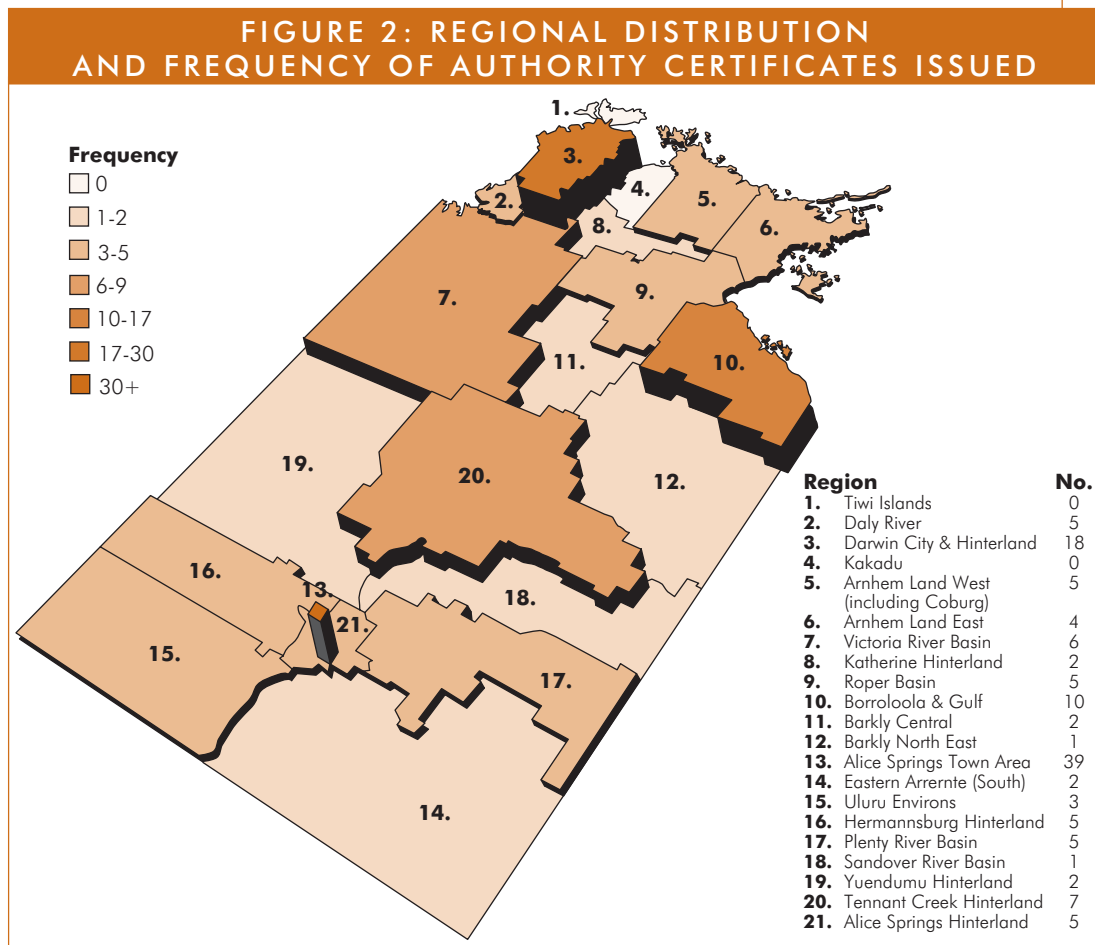 FIGURE 2: REGIONAL DISTRIBUTION
AND FREQUENCY OF AUTHORITY CERTIFICATES ISSUED
Frequency
0
1-2
3-5
6-9
10-17
17-30
30+
1.
2.
3.
4.
5.
6.
7.
8.
9.
10.
11.
12.
13.
14.
15.
16.
17.
18.
19.
20.
21.
Region No.
1. Tiwi Islands 0
2. Daly River 5
3. Darwin City & Hinterland 18
4. Kakadu 0
5. Arnhem Land West 5
(including Coburg)
6. Arnhem Land East 4
7. Victoria River Basin 6
8. Katherine Hinterland 2
9. Roper Basin 5
10. Borroloola & Gulf 10
11. Barkly Central 2
12. Barkly North East 1
13. Alice Springs Town Area 39
14. Eastern Arrernte (South) 2
15. Uluru Environs 3
16. Hermannsburg Hinterland 5
17. Plenty River Basin 5
18. Sandover River Basin 1
19. Yuendumu Hinterland 2
20. Tennant Creek Hinterland 7
21. Alice Springs Hinterland 5